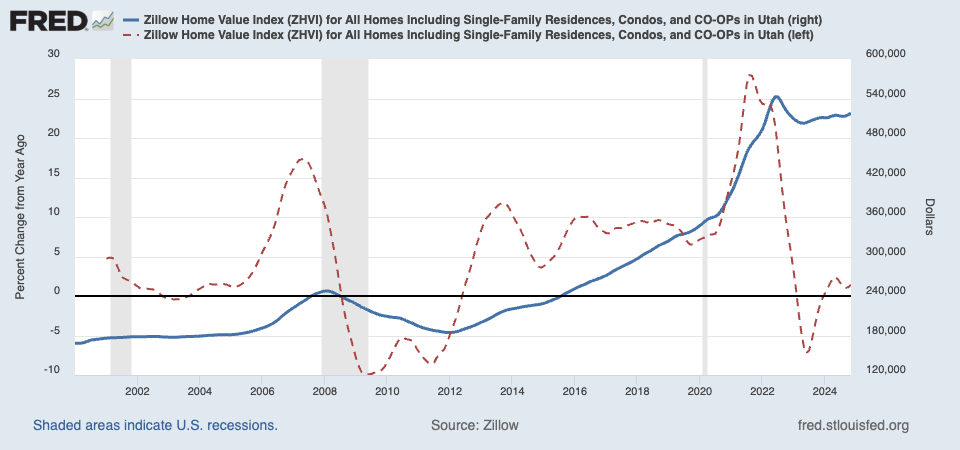 FRED
Zillow Home Value Index (ZHVI) for All Homes Including Single-Family Residences, Condos, and CO-OPs in Utah (right)
Zillow Home Value Index (ZHVI) for All Homes Including Single-Family Residences, Condos, and CO-OPs in Utah (left)
30 600,000
25 540,000
20 480,000
15 420,000
10 360,000
5 300,000
0 240,000
-5 180,000
-10 120,000
Percent Change from Year Ago
Dollars
2002 2004 2006 2008 2010 2012 2014 2016 2018 2020 2022 2024
Shaded areas indicate U.S. recessions. Source: Zillow fred.stlouisfed.org